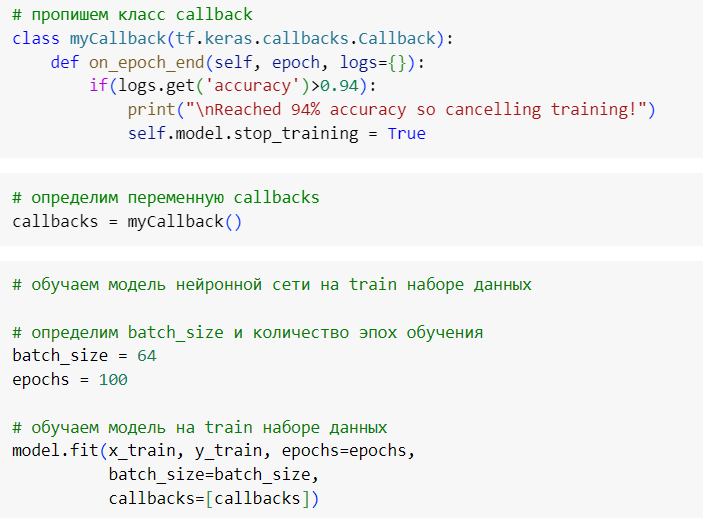 # пропишем класс callback
class myCallback(tf.keras.callbacks.Callback):
    def on_epoch_end(self, epoch, logs={}):
        if(logs.get('accuracy')>0.94):
            print("\nReached 94% accuracy so cancelling training!")
            self.model.stop_training = True
# определим переменную callbacks
callbacks = myCallback()
# обучаем модель нейронной сети на train наборе данных
# определим batch_size и количество эпох обучения
batch_size = 64
epochs = 100
# обучаем модель на train наборе данных
model.fit(x_train, y_train, epochs=epochs,
          batch_size=batch_size,
          callbacks=[callbacks])